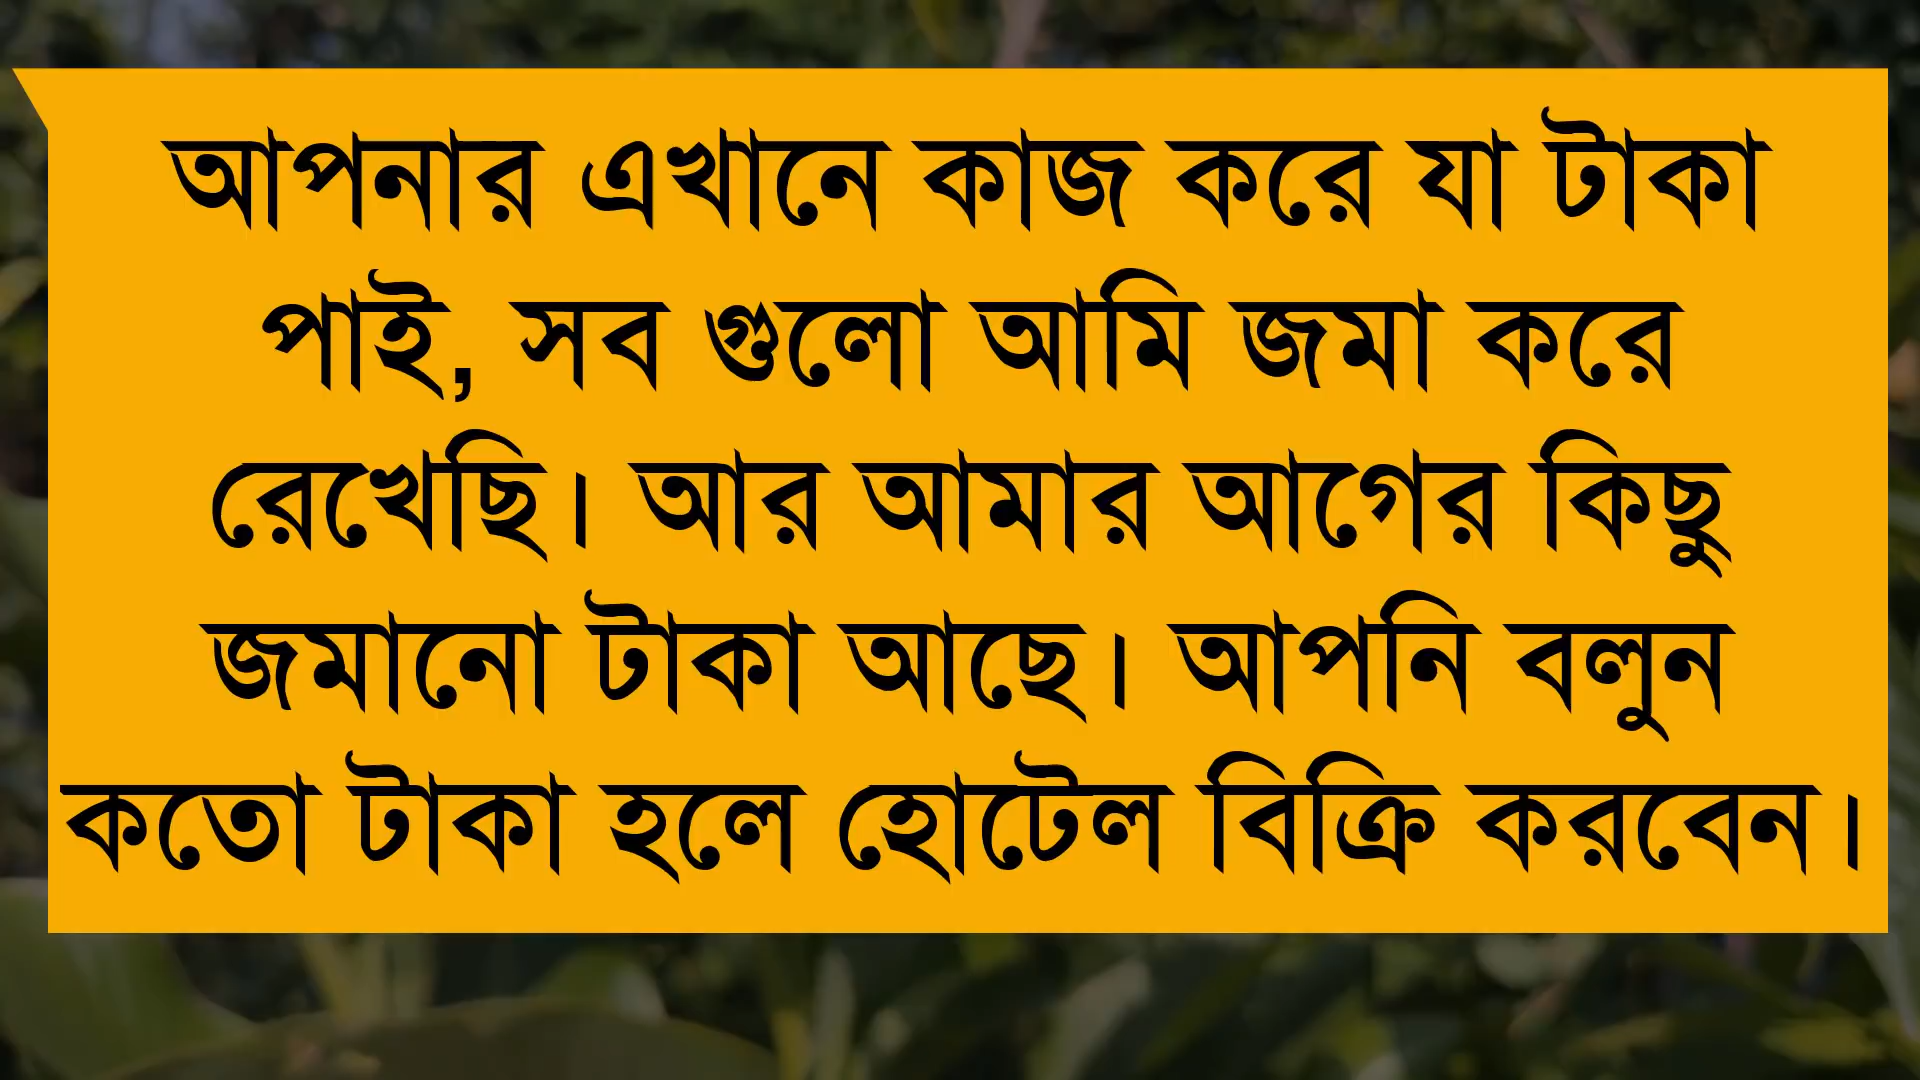 আপনার এখানে কাজ করে যা টাকা
পাই, সব গুলো আমি জমা করে
রেখেছি। আর আমার আগের কিছু
জমানো টাকা আছে। আপনি বলুন
কতো টাকা হলে হোটেল বিক্রি করবেন।